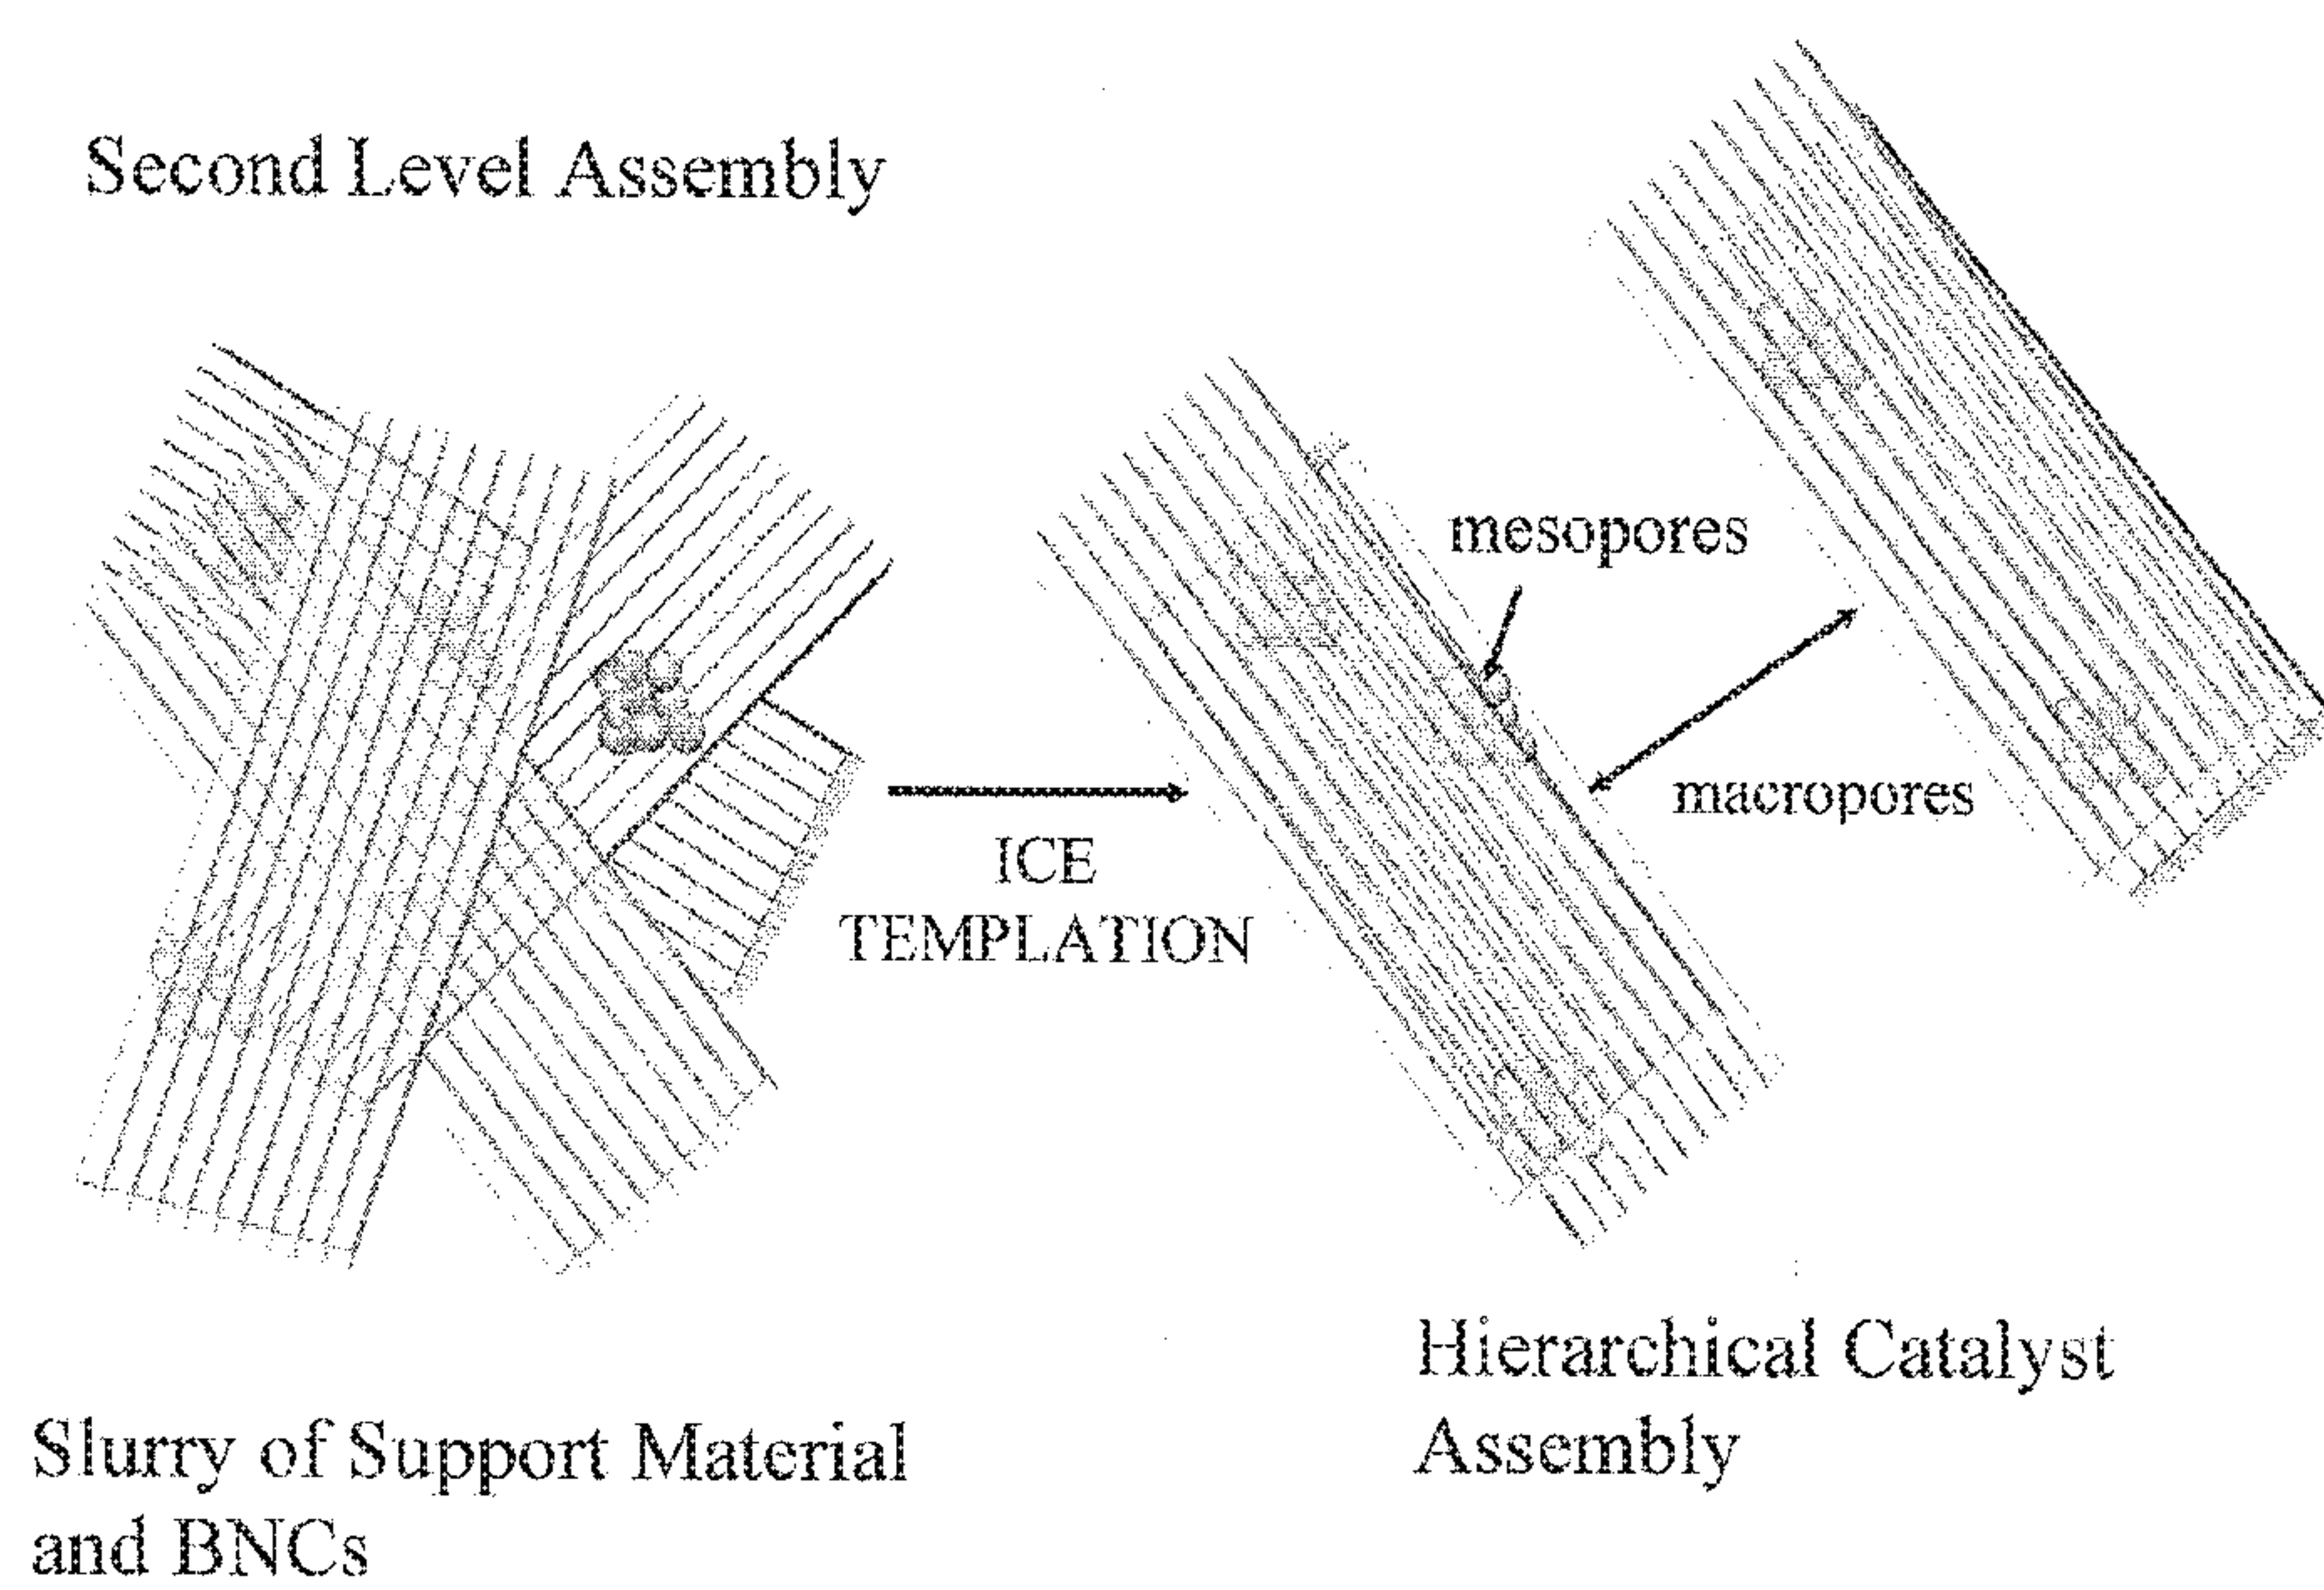 Second Level Assembly
mesopores
macropores
ICE
TEMPLATION
Hierarchical Catalyst
Assembly
Slurry of Support Material
and BNCs